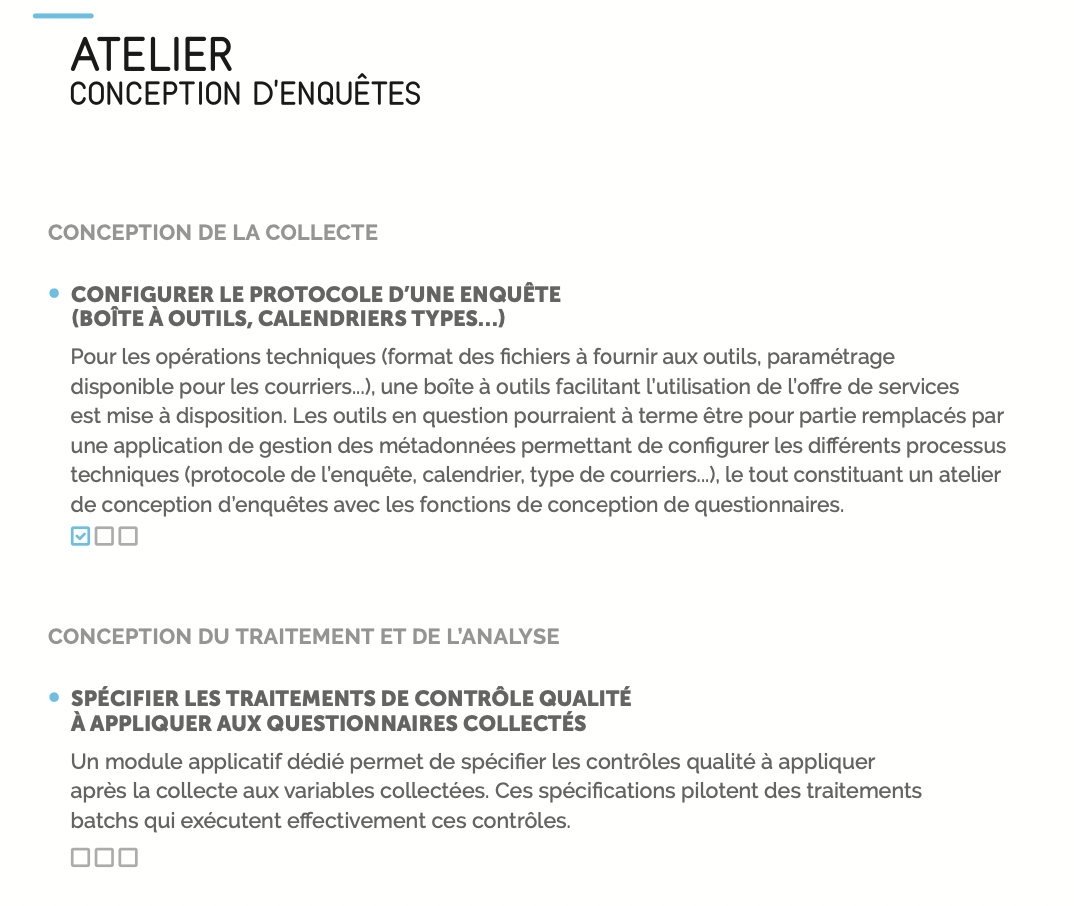 ATELIER
CONCEPTION D'ENQUÊTES
CONCEPTION DE LA COLLECTE
CONFIGURER LE PROTOCOLE D'UNE ENQUÊTE
(BOÎTE À OUTILS, CALENDRIERS TYPES...)
Pour les opérations techniques (format des fichiers à fournir aux outils, paramétrage
disponible pour les courriers...), une boîte à outils facilitant l'utilisation de l'offre de services
est mise à disposition. Les outils en question pourraient à terme être pour partie remplacés par
une application de gestion des métadonnées permettant de configurer les différents processus
techniques (protocole de l'enquête, calendrier, type de courriers...), le tout constituant un atelier
de conception d'enquêtes avec les fonctions de conception de questionnaires.
CONCEPTION DU TRAITEMENT ET DE L'ANALYSE
SPÉCIFIER LES TRAITEMENTS DE CONTRÔLE QUALITÉ
À APPLIQUER AUX QUESTIONNAIRES COLLECTÉS
Un module applicatif dédié permet de spécifier les contrôles qualité à appliquer
après la collecte aux variables collectées. Ces spécifications pilotent des traitements
batchs qui exécutent effectivement ces contrôles.